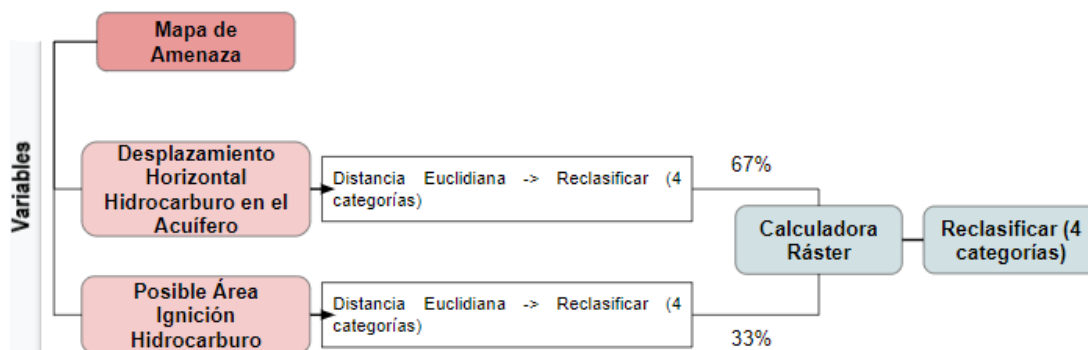 Mapa de
Amenaza
Variables
Desplazamiento
Horizontal
Hidrocarburo en el
Acuífero
Distancia Euclidiana -> Reclasificar (4
categorías)
67%
Calculadora
Ráster
Reclasificar (4
categorías)
Posible Área
Ignición
Hidrocarburo
Distancia Euclidiana -> Reclasificar (4
categorías)
33%